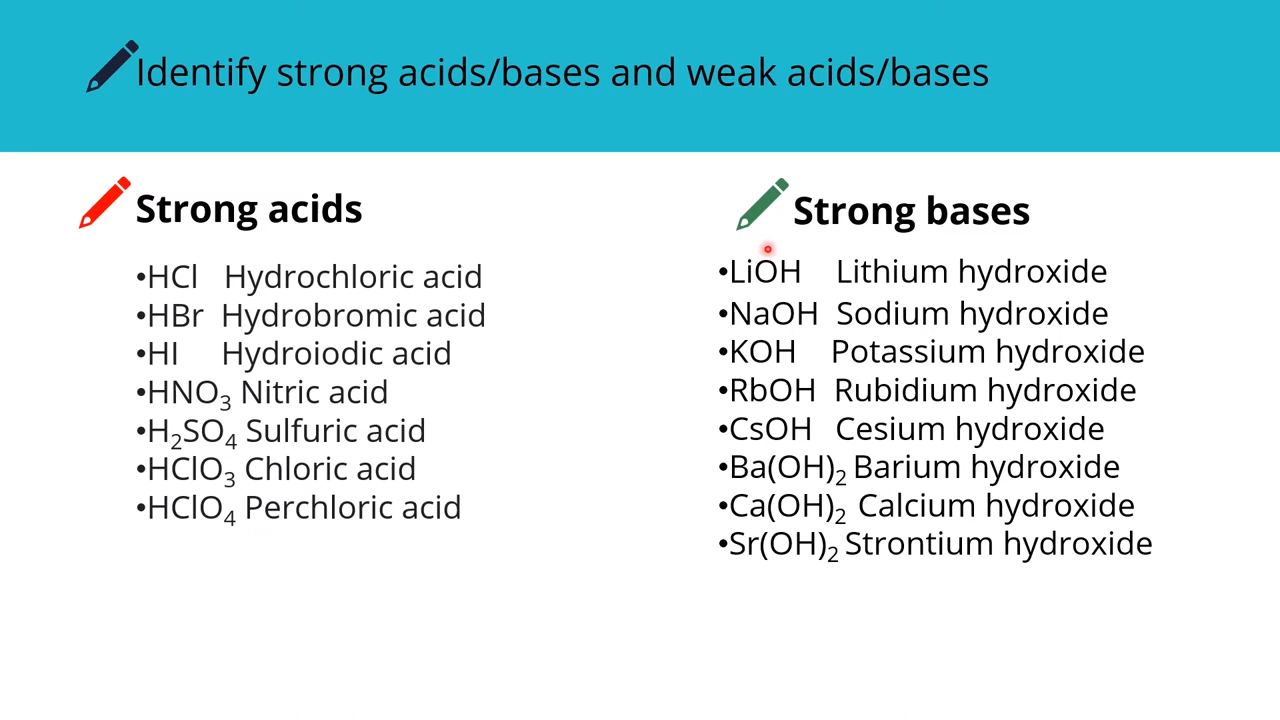 Identify strong acids/bases and weak acids/bases
Strong acids
•HCl Hydrochloric acid
•HBr Hydrobromic acid
•HI Hydroiodic acid
•HNO₃ Nitric acid
•H₂SO₄ Sulfuric acid
•HClO₃ Chloric acid
•HClO₄ Perchloric acid
Strong bases
•LiOH Lithium hydroxide
•NaOH Sodium hydroxide
•KOH Potassium hydroxide
•RbOH Rubidium hydroxide
•CsOH Cesium hydroxide
•Ba(OH)₂ Barium hydroxide
•Ca(OH)₂ Calcium hydroxide
•Sr(OH)₂ Strontium hydroxide